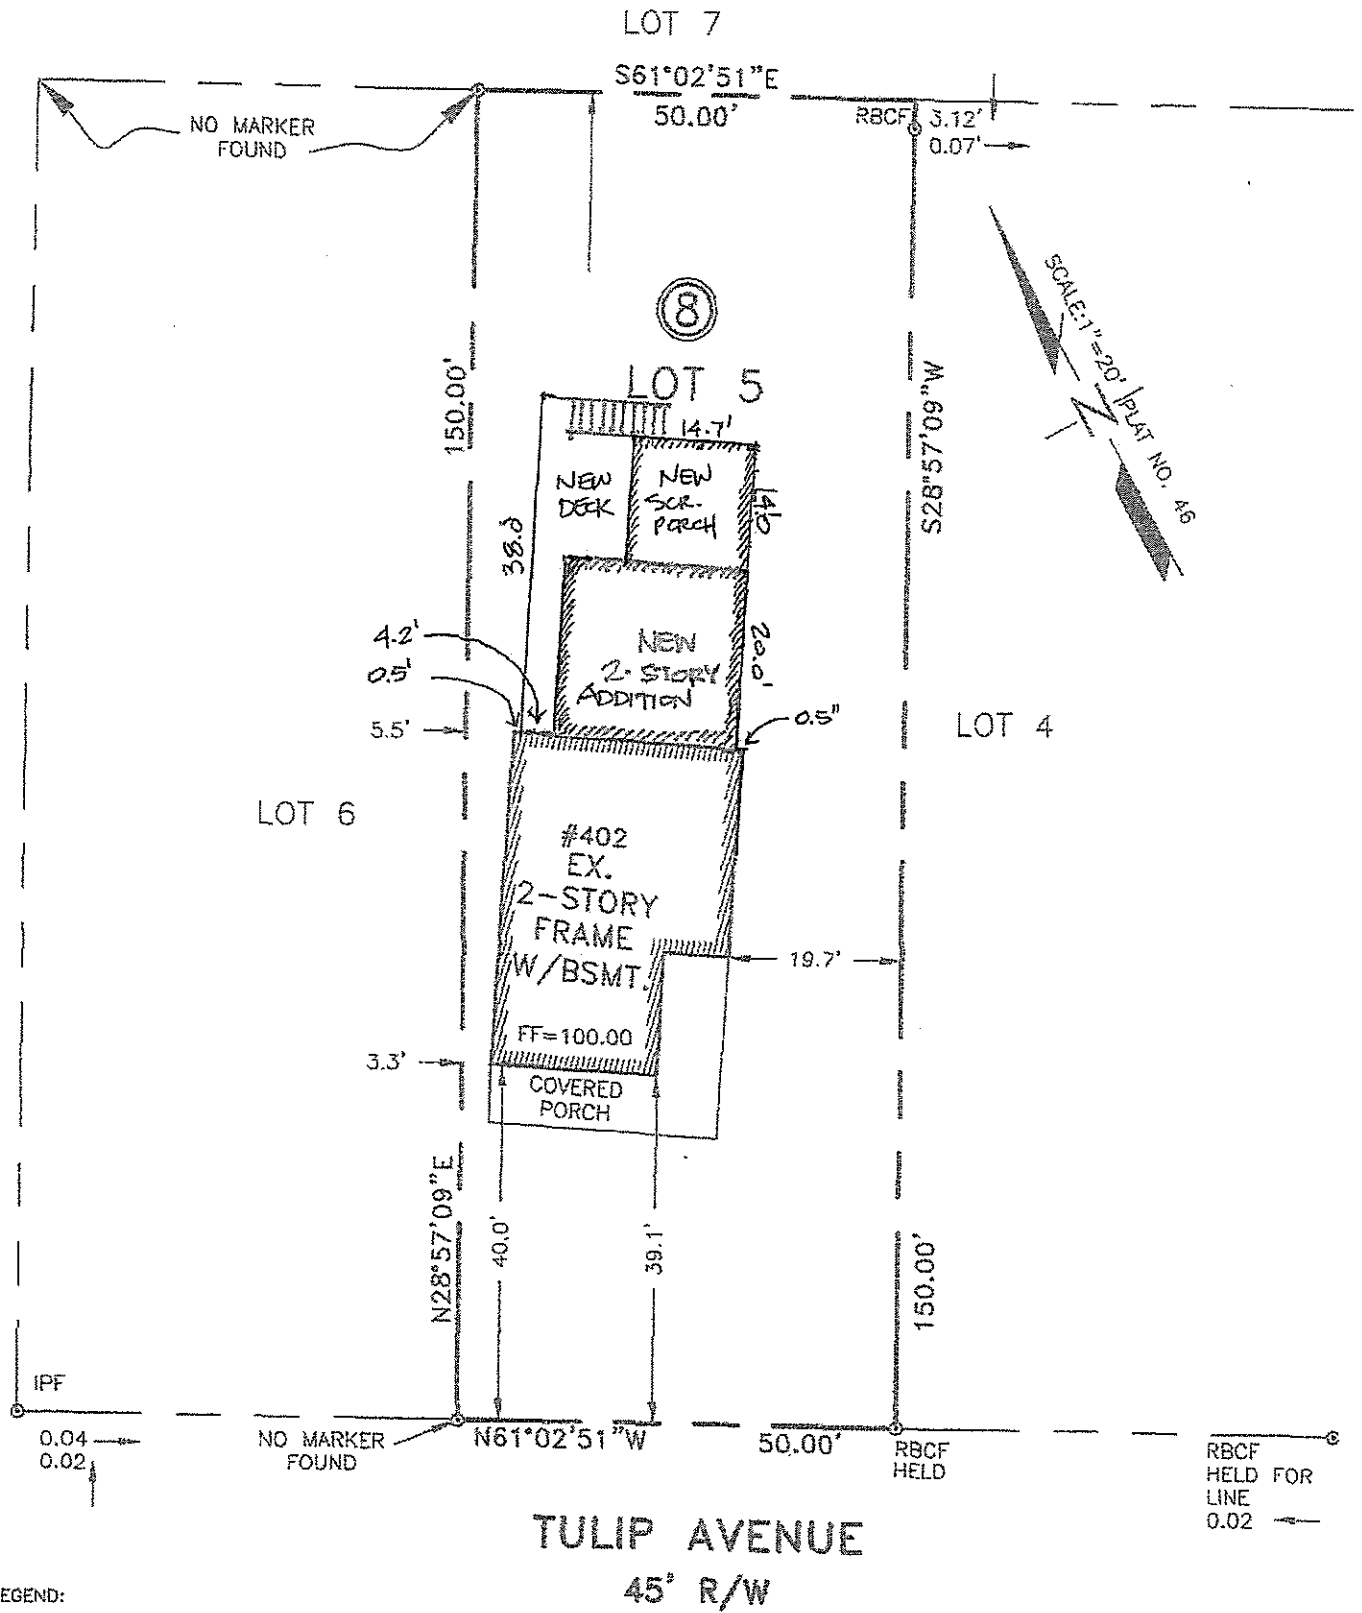 LOT 7
S61°02'51"E
50.00'
NO MARKER
FOUND
RBCF
3.12'
0.07'
SCALE:1"=20'
PLAT NO. 46
8
LOT 5
150.00'
S28°57'09"W
14.7'
NEW
DECK
NEW
SCR.
PORCH
14.0
38.0
4.2'
0.5'
5.5'
NEW
2-STORY
ADDITION
20.0'
0.5"
LOT 4
LOT 6
#402
EX.
2-STORY
FRAME
W/BSMT.
19.7'
FF=100.00
3.3'
COVERED
PORCH
N28°57'09"E
40.0'
39.1'
150.00'
IPF
0.04
0.02
NO MARKER
FOUND
N61°02'51"W
50.00'
RBCF
HELD
RBCF
HELD FOR
LINE
0.02
TULIP AVENUE
45' R/W
EGEND: